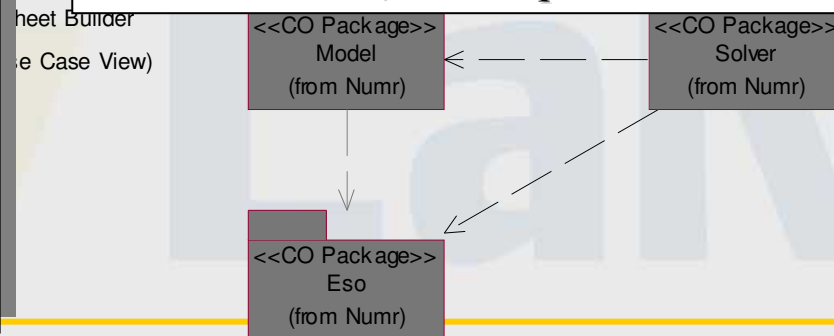 heet Builder
e Case View)
<<CO Package>>
Model
(from Numr)
<<CO Package>>
Solver
(from Numr)
<<CO Package>>
Eso
(from Numr)